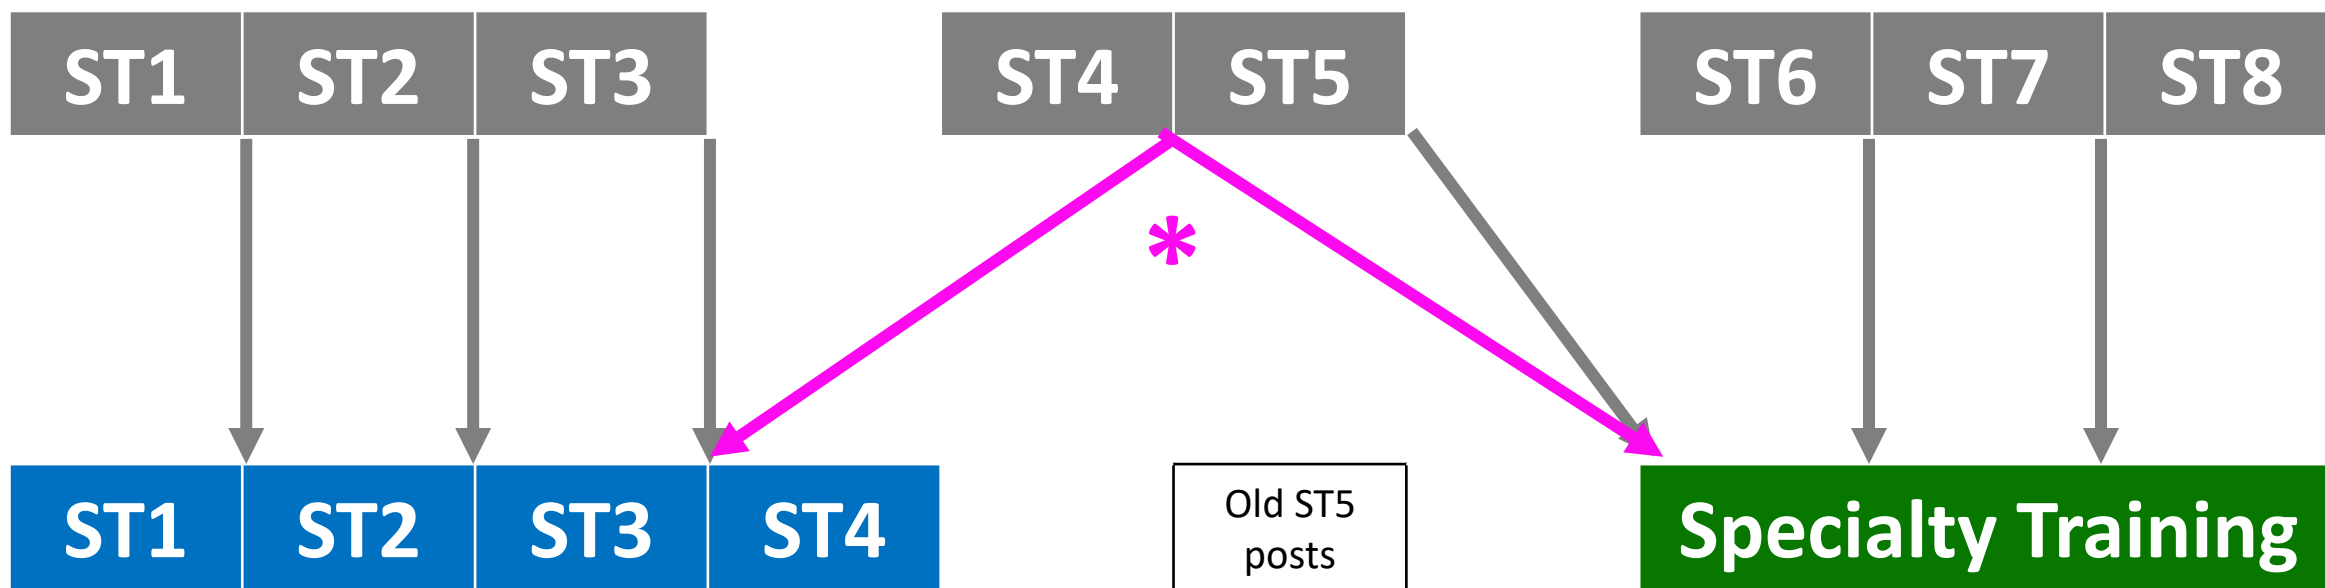 ST1 ST2 ST3 ST4 ST5 ST6 ST7 ST8
*
ST1 ST2 ST3 ST4
Old ST5
posts
Specialty Training